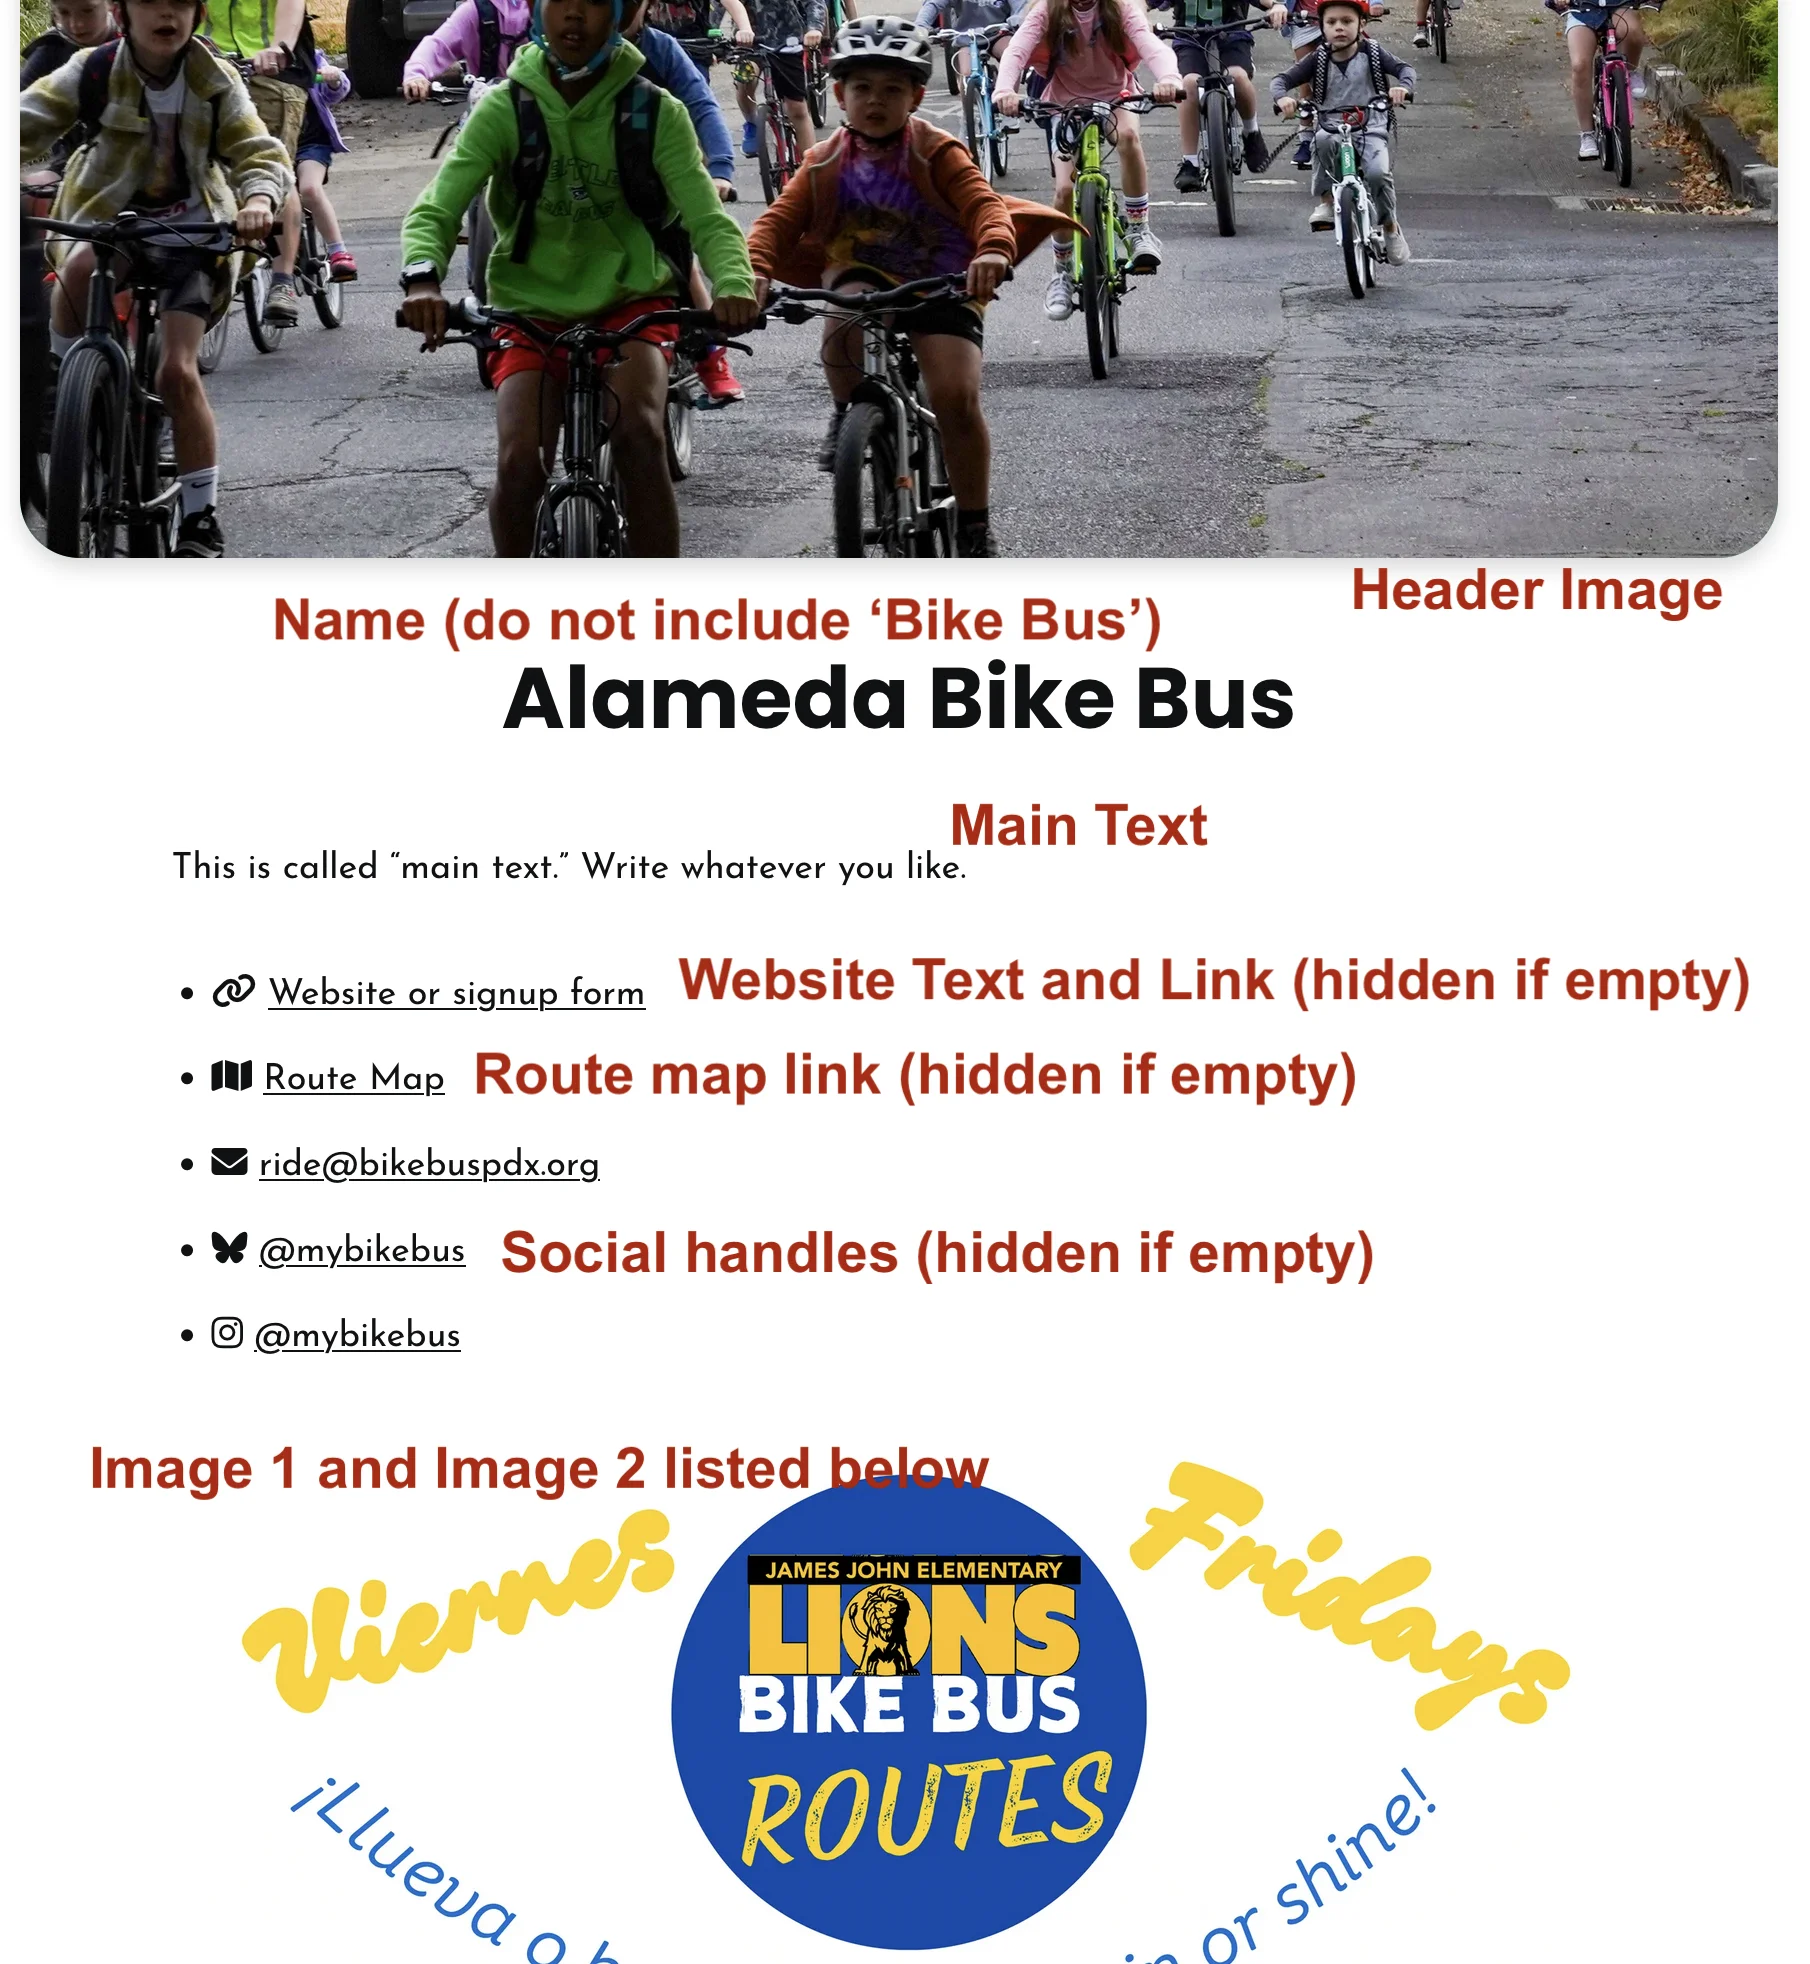 Header Image
Name (do not include ‘Bike Bus’)
Alameda Bike Bus
Main Text
This is called “main text.” Write whatever you like.
Website or signup form
Website Text and Link (hidden if empty)
Route Map
Route map link (hidden if empty)
ride@bikebuspdx.org
@mybikebus
Social handles (hidden if empty)
@mybikebus
Image 1 and Image 2 listed below
Viernes
Fridays
JAMES JOHN ELEMENTARY
LIONS
BIKE BUS
ROUTES
¡Llueva o
or shine!